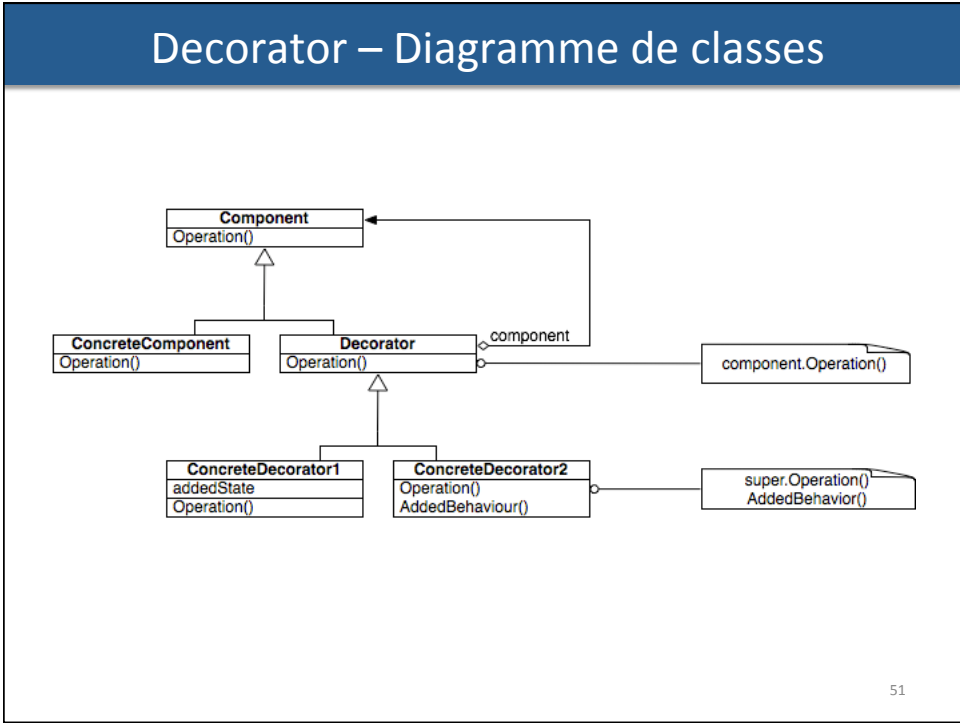 Decorator – Diagramme de classes
Component
Operation()
ConcreteComponent
Operation()
Decorator
Operation()
component
component.Operation()
ConcreteDecorator1
addedState
Operation()
ConcreteDecorator2
Operation()
AddedBehaviour()
super.Operation()
AddedBehavior()
51